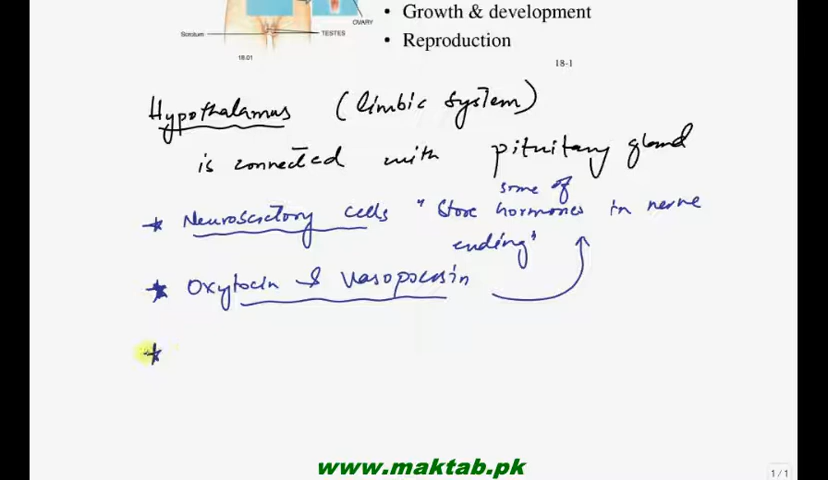 • Growth & development
OVARY
Scrotum
TESTES
• Reproduction
18.01
18-1
Hypothalamus (limbic system)
is connected with pituitary gland
some of
* Neurosecretory cells "Store hormones in nerve
ending"
* Oxytocin & vasopressin
*
www.maktab.pk
1/1